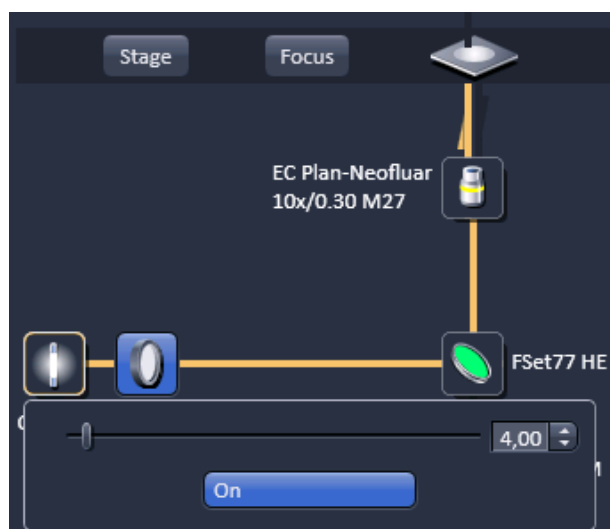 Stage
Focus
EC Plan-Neofluar
10x/0.30 M27
FSet77 HE
4,00
On